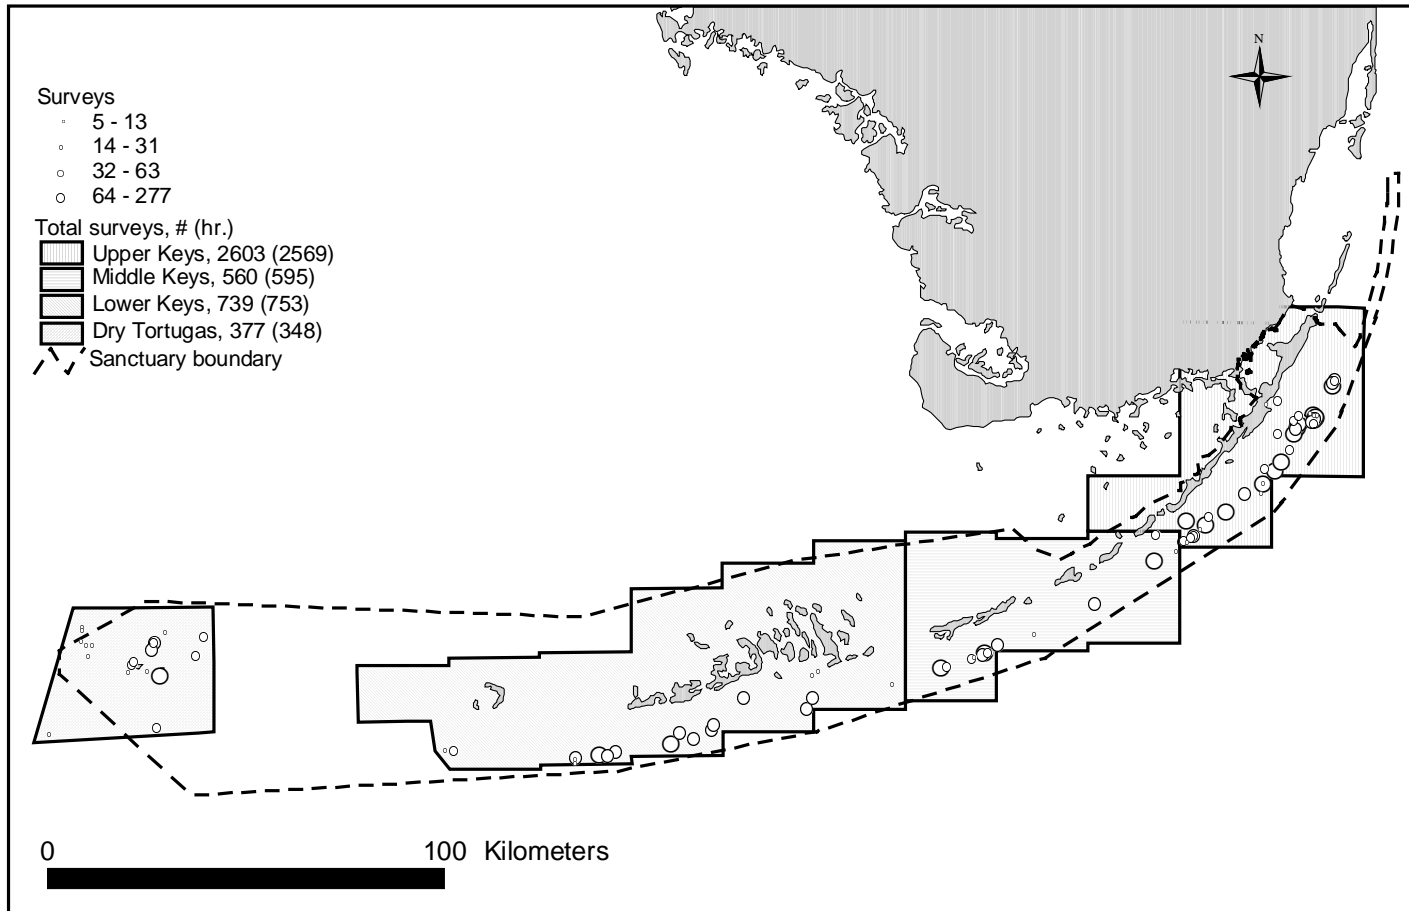 N
Surveys
5 - 13
14 - 31
32 - 63
64 - 277
Total surveys, # (hr.)
Upper Keys, 2603 (2569)
Middle Keys, 560 (595)
Lower Keys, 739 (753)
Dry Tortugas, 377 (348)
Sanctuary boundary
0 100 Kilometers